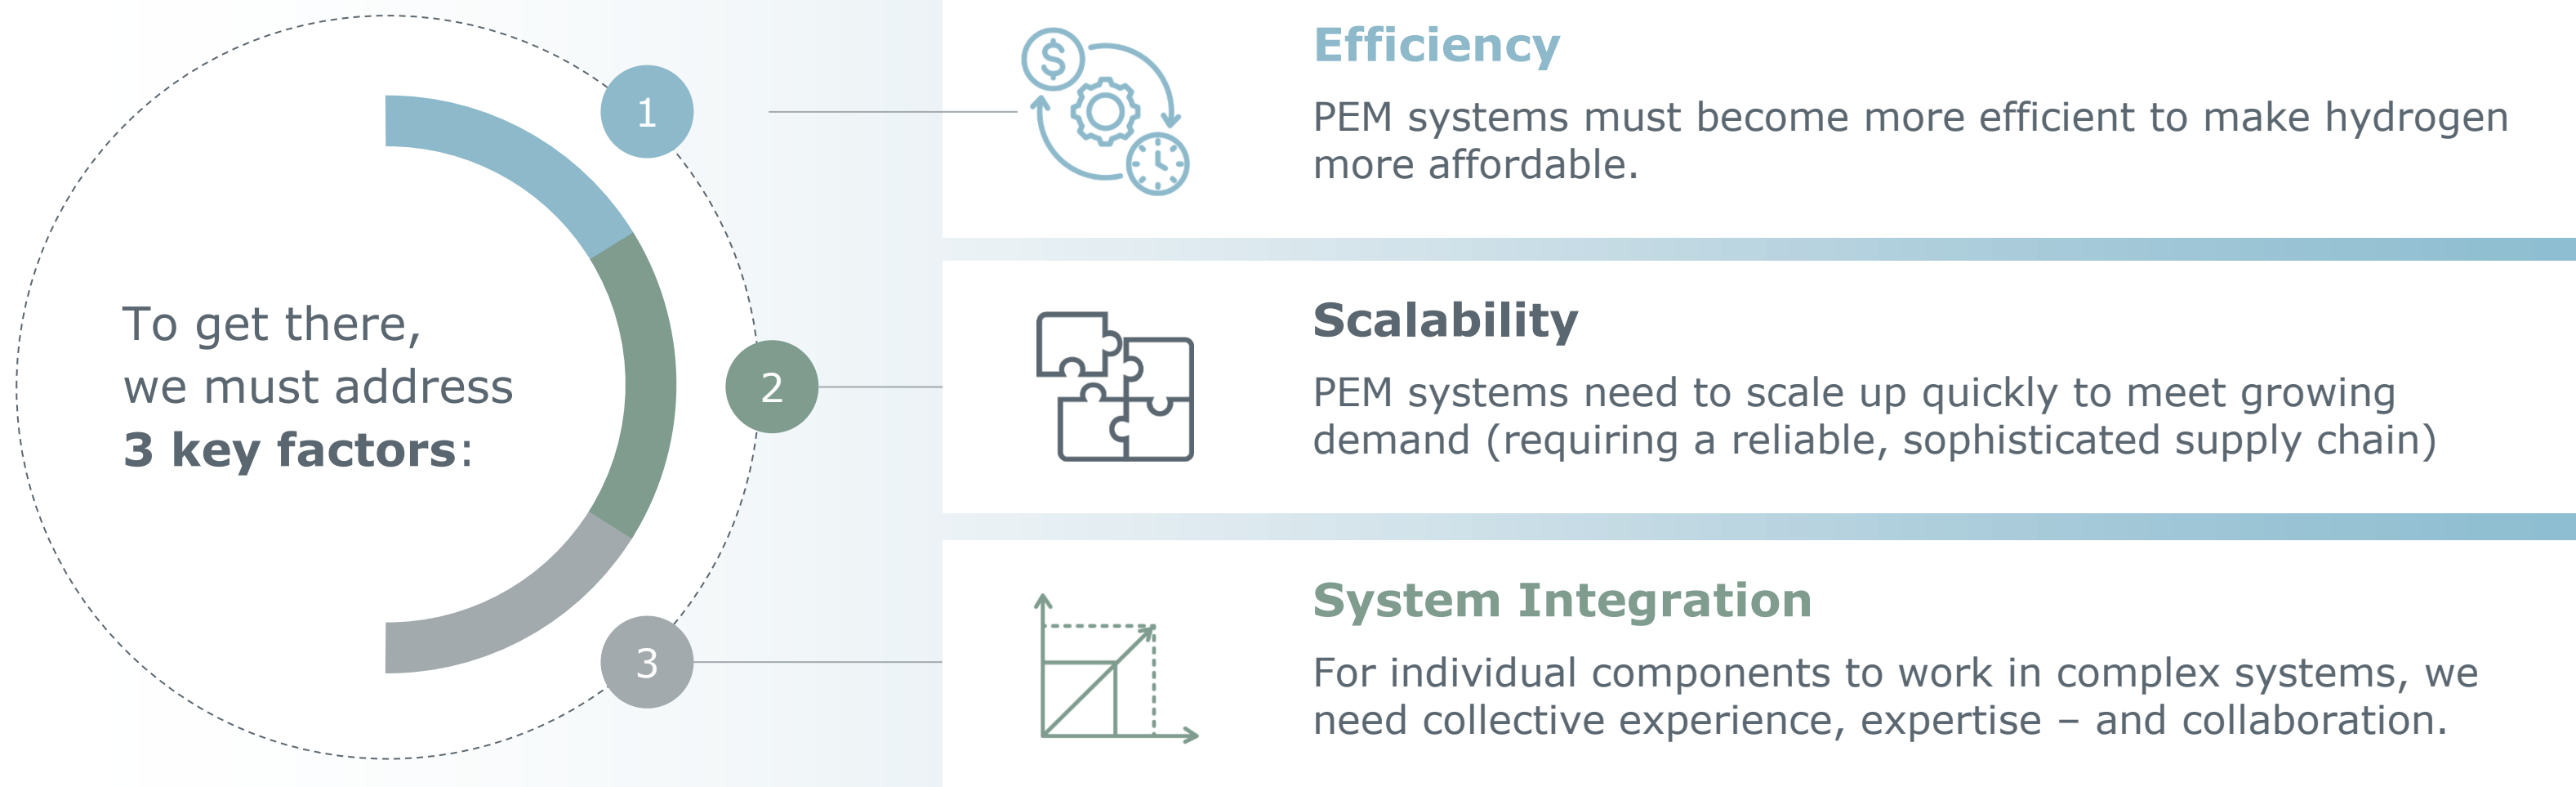 To get there,
we must address
3 key factors:
1
Efficiency
PEM systems must become more efficient to make hydrogen
more affordable.
2
Scalability
PEM systems need to scale up quickly to meet growing
demand (requiring a reliable, sophisticated supply chain)
3
System Integration
For individual components to work in complex systems, we
need collective experience, expertise – and collaboration.
$